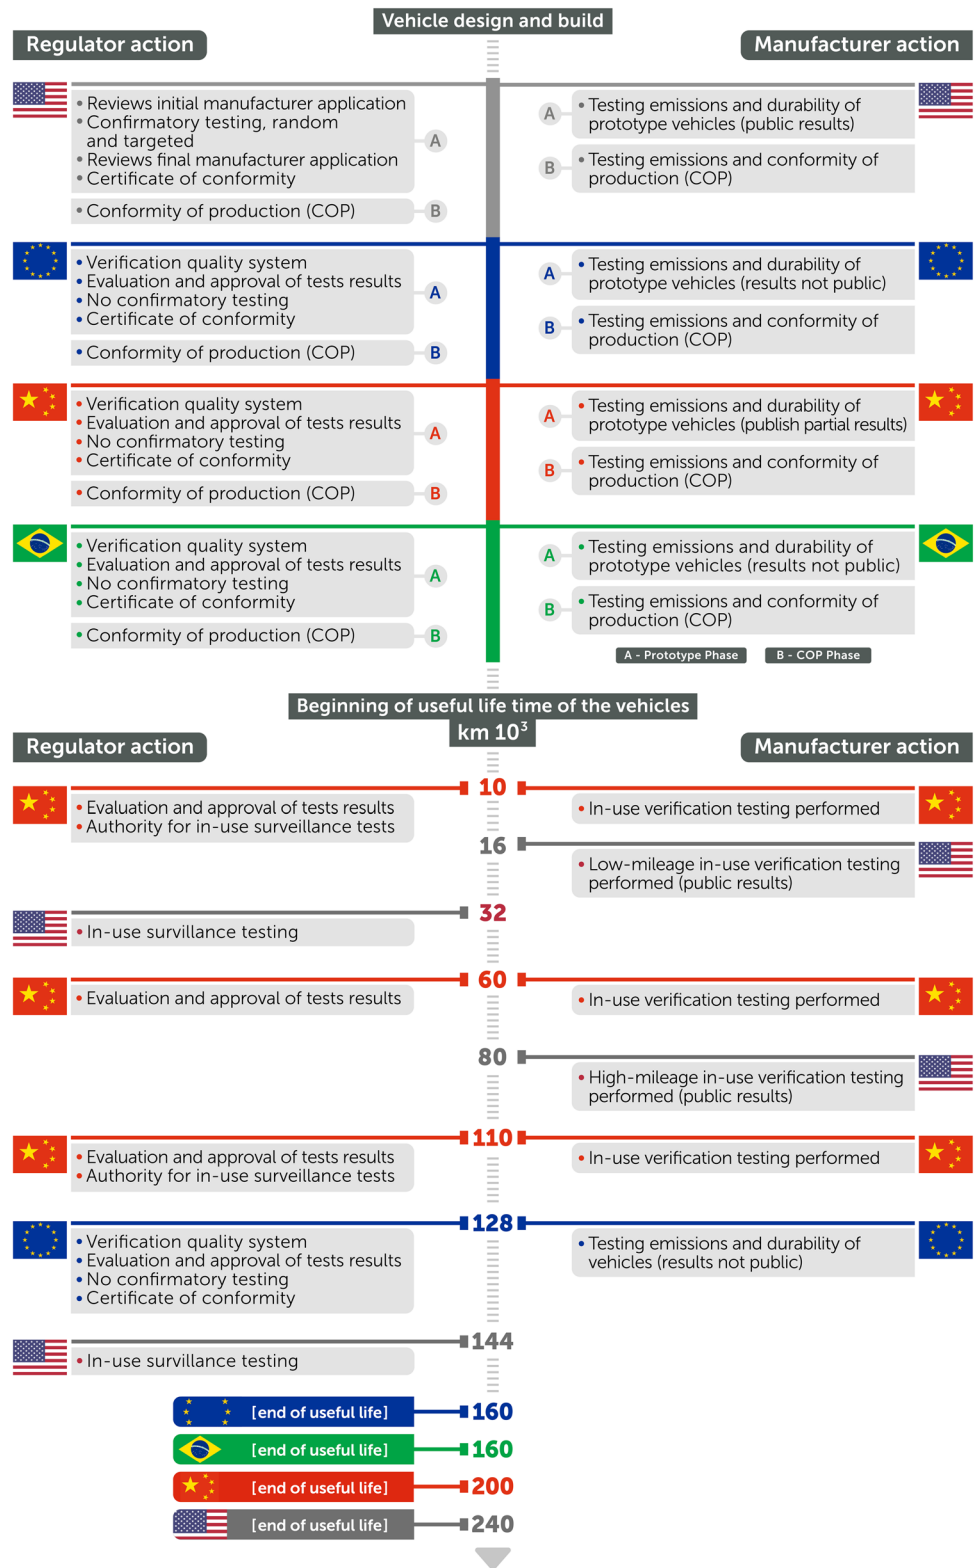 Vehicle design and build
Regulator action
Manufacturer action
• Reviews initial manufacturer application
• Confirmatory testing, random
and targeted
• Reviews final manufacturer application
• Certificate of conformity
A
• Conformity of production (COP)
B
A
• Testing emissions and durability of
prototype vehicles (public results)
B
• Testing emissions and conformity of
production (COP)
• Verification quality system
• Evaluation and approval of tests results
• No confirmatory testing
• Certificate of conformity
A
• Conformity of production (COP)
B
A
• Testing emissions and durability of
prototype vehicles (results not public)
B
• Testing emissions and conformity of
production (COP)
• Verification quality system
• Evaluation and approval of tests results
• No confirmatory testing
• Certificate of conformity
A
• Conformity of production (COP)
B
A
• Testing emissions and durability of
prototype vehicles (publish partial results)
B
• Testing emissions and conformity of
production (COP)
• Verification quality system
• Evaluation and approval of tests results
• No confirmatory testing
• Certificate of conformity
A
• Conformity of production (COP)
B
A
• Testing emissions and durability of
prototype vehicles (results not public)
B
• Testing emissions and conformity of
production (COP)
A - Prototype Phase
B - COP Phase
Beginning of useful life time of the vehicles
km 10³
Regulator action
Manufacturer action
10
• Evaluation and approval of tests results
• Authority for in-use surveillance tests
• In-use verification testing performed
16
• Low-mileage in-use verification testing
performed (public results)
32
• In-use survillance testing
60
• Evaluation and approval of tests results
• In-use verification testing performed
80
• High-mileage in-use verification testing
performed (public results)
110
• Evaluation and approval of tests results
• Authority for in-use surveillance tests
• In-use verification testing performed
128
• Verification quality system
• Evaluation and approval of tests results
• No confirmatory testing
• Certificate of conformity
• Testing emissions and durability of
vehicles (results not public)
144
• In-use survillance testing
[end of useful life] 160
[end of useful life] 160
[end of useful life] 200
[end of useful life] 240